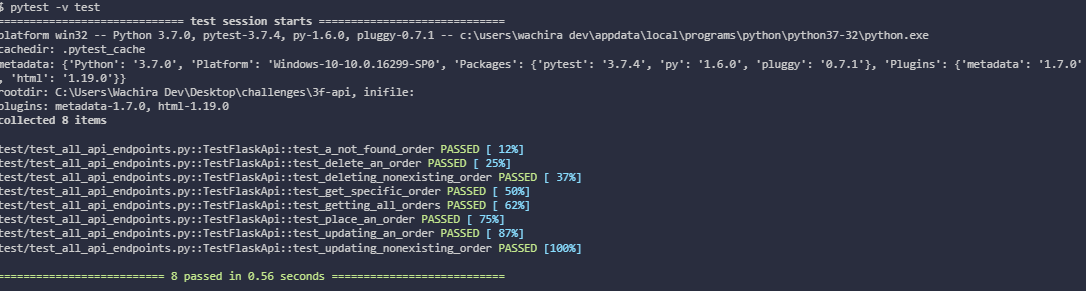 $ pytest -v test
============================= test session starts =============================
platform win32 -- Python 3.7.0, pytest-3.7.4, py-1.6.0, pluggy-0.7.1 -- c:\users\wachira dev\appdata\local\programs\python\python37-32\python.exe
cachedir: .pytest_cache
metadata: {'Python': '3.7.0', 'Platform': 'Windows-10-10.0.16299-SP0', 'Packages': {'pytest': '3.7.4', 'py': '1.6.0', 'pluggy': '0.7.1'}, 'Plugins': {'metadata': '1.7.0'
, 'html': '1.19.0'}}
rootdir: C:\Users\Wachira Dev\Desktop\challenges\3f-api, inifile:
plugins: metadata-1.7.0, html-1.19.0
collected 8 items
test/test_all_api_endpoints.py::TestFlaskApi::test_a_not_found_order PASSED [ 12%]
test/test_all_api_endpoints.py::TestFlaskApi::test_delete_an_order PASSED [ 25%]
test/test_all_api_endpoints.py::TestFlaskApi::test_deleting_nonexisting_order PASSED [ 37%]
test/test_all_api_endpoints.py::TestFlaskApi::test_get_specific_order PASSED [ 50%]
test/test_all_api_endpoints.py::TestFlaskApi::test_getting_all_orders PASSED [ 62%]
test/test_all_api_endpoints.py::TestFlaskApi::test_place_an_order PASSED [ 75%]
test/test_all_api_endpoints.py::TestFlaskApi::test_updating_an_order PASSED [ 87%]
test/test_all_api_endpoints.py::TestFlaskApi::test_updating_nonexisting_order PASSED [100%]
========================== 8 passed in 0.56 seconds ===========================